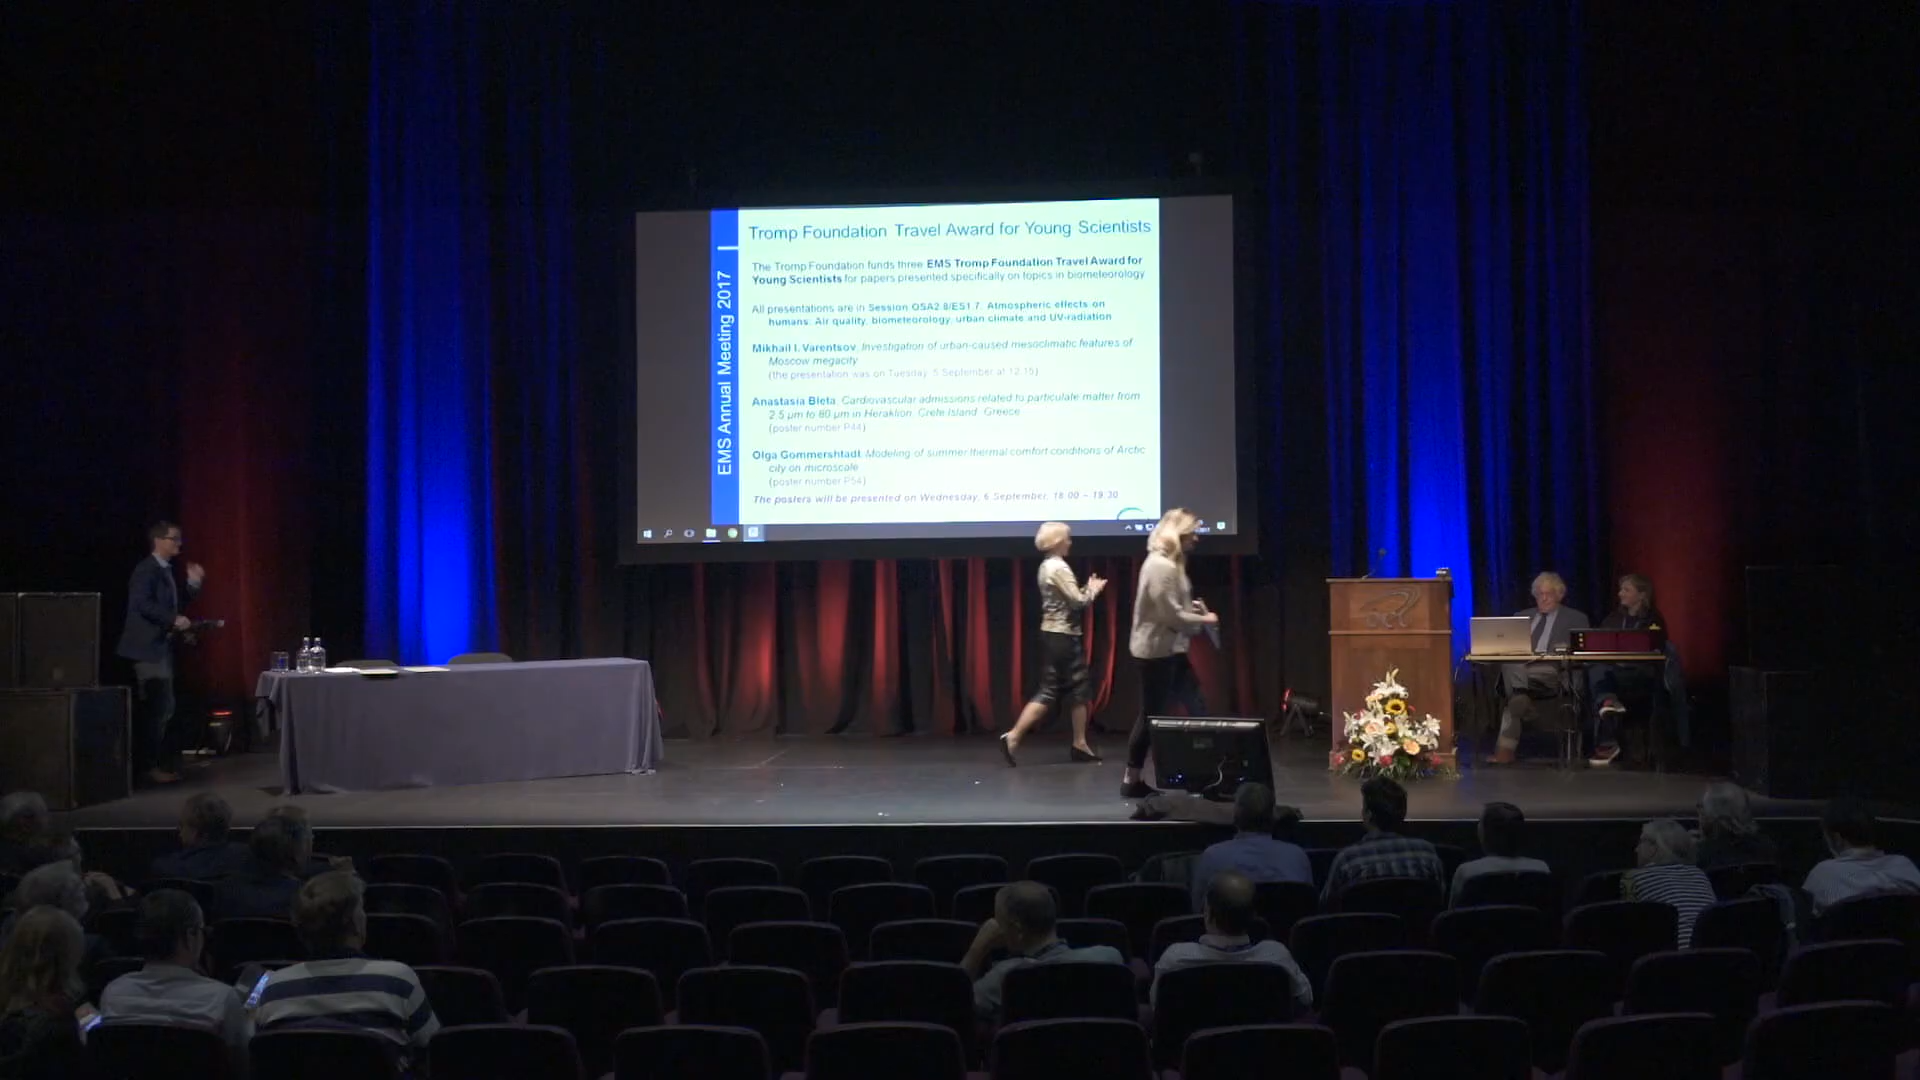 Tromp Foundation Travel Award for Young Scientists
The Tromp Foundation funds three EMS Tromp Foundation Travel Award for
Young Scientists for papers presented specifically on topics in biometeorology
All presentations are in Session OSA2.8/ES1.7. Atmospheric effects on
humans: Air quality, biometeorology, urban climate and UV-radiation
Mikhail I. Varentsov: Investigation of urban-caused mesoclimatic features of
Moscow megacity
(the presentation was on Tuesday, 5 September at 12:15)
Anastasia Bleta: Cardiovascular admissions related to particulate matter from
2.5 µm to 80 µm in Heraklion, Crete Island, Greece
(poster number P44)
Olga Gommershtadt: Modeling of summer thermal comfort conditions of Arctic
city on microscale
(poster number P54)
The posters will be presented on Wednesday, 6 September, 18:00 – 19:30
EMS Annual Meeting 2017